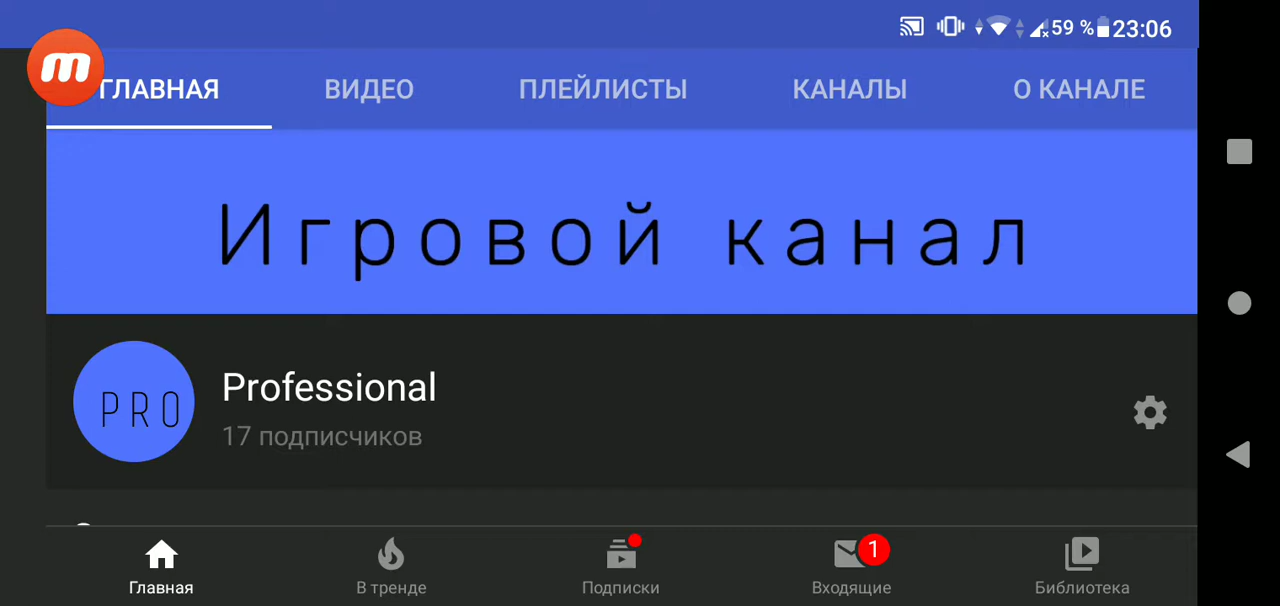 59 % 23:06
m
ГЛАВНАЯ ВИДЕО ПЛЕЙЛИСТЫ КАНАЛЫ О КАНАЛЕ
Игровой канал
PRO
Professional
17 подписчиков
1
Главная В тренде Подписки Входящие Библиотека